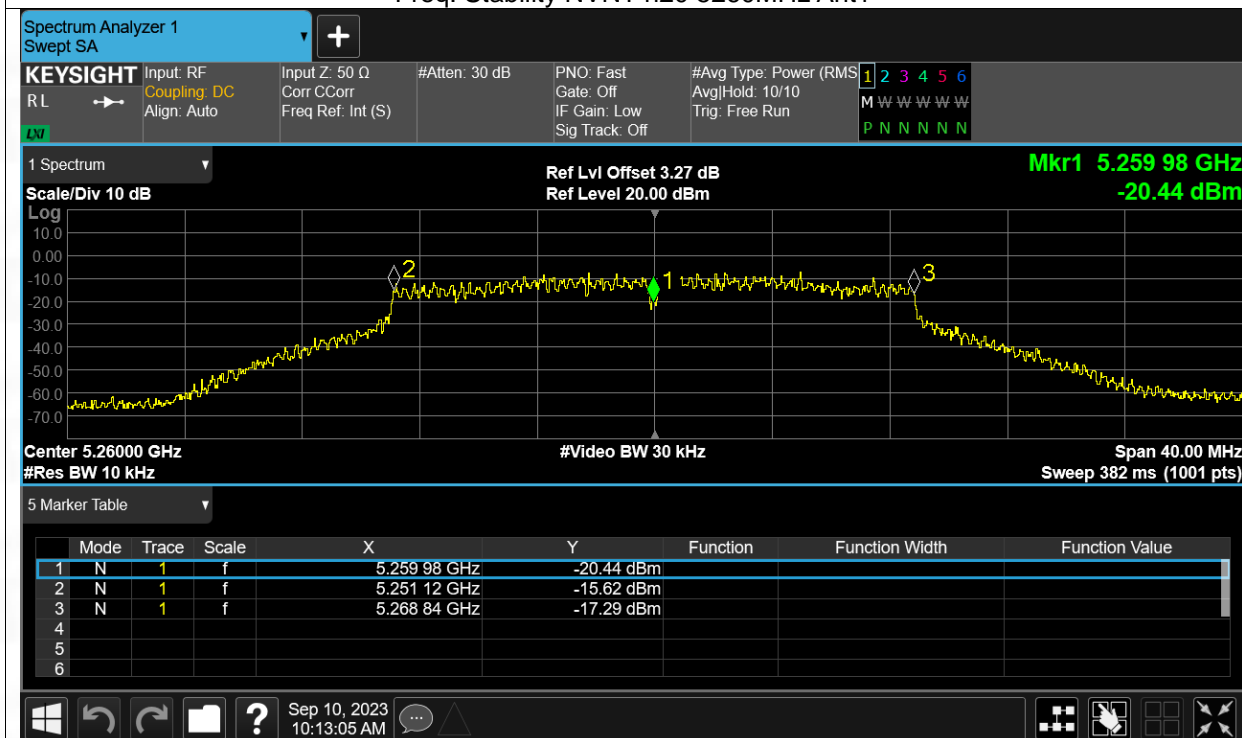 Spectrum Analyzer 1
Swept SA
+
KEYSIGHT Input: RF Input Z: 50 Ω #Atten: 30 dB PNO: Fast #Avg Type: Power (RMS 1 2 3 4 5 6
RL Coupling: DC Corr CCorr Gate: Off Avg|Hold: 10/10 M W W W W W
Align: Auto Freq Ref: Int (S) IF Gain: Low Trig: Free Run
LXI Sig Track: Off P N N N N N
1 Spectrum Ref Lvl Offset 3.27 dB Mkr1 5.259 98 GHz
Scale/Div 10 dB Ref Level 20.00 dBm -20.44 dBm
Log
10.0
0.00
-10.0
-20.0
-30.0
-40.0
-50.0
-60.0
-70.0
2 1 3
Center 5.26000 GHz #Video BW 30 kHz Span 40.00 MHz
#Res BW 10 kHz Sweep 382 ms (1001 pts)
5 Marker Table
Mode Trace Scale X Y Function Function Width Function Value
1 N 1 f 5.259 98 GHz -20.44 dBm
2 N 1 f 5.251 12 GHz -15.62 dBm
3 N 1 f 5.268 84 GHz -17.29 dBm
4
5
6
? Sep 10, 2023
10:13:05 AM